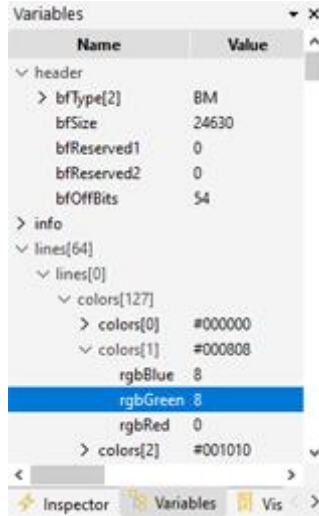 Variables
Name Value
header
bfType[2] BM
bfSize 24630
bfReserved1 0
bfReserved2 0
bfOffBits 54
info
lines[64]
lines[0]
colors[127]
colors[0] #000000
colors[1] #000808
rgbBlue 8
rgbGreen 8
rgbRed 0
colors[2] #001010
Inspector Variables Vis